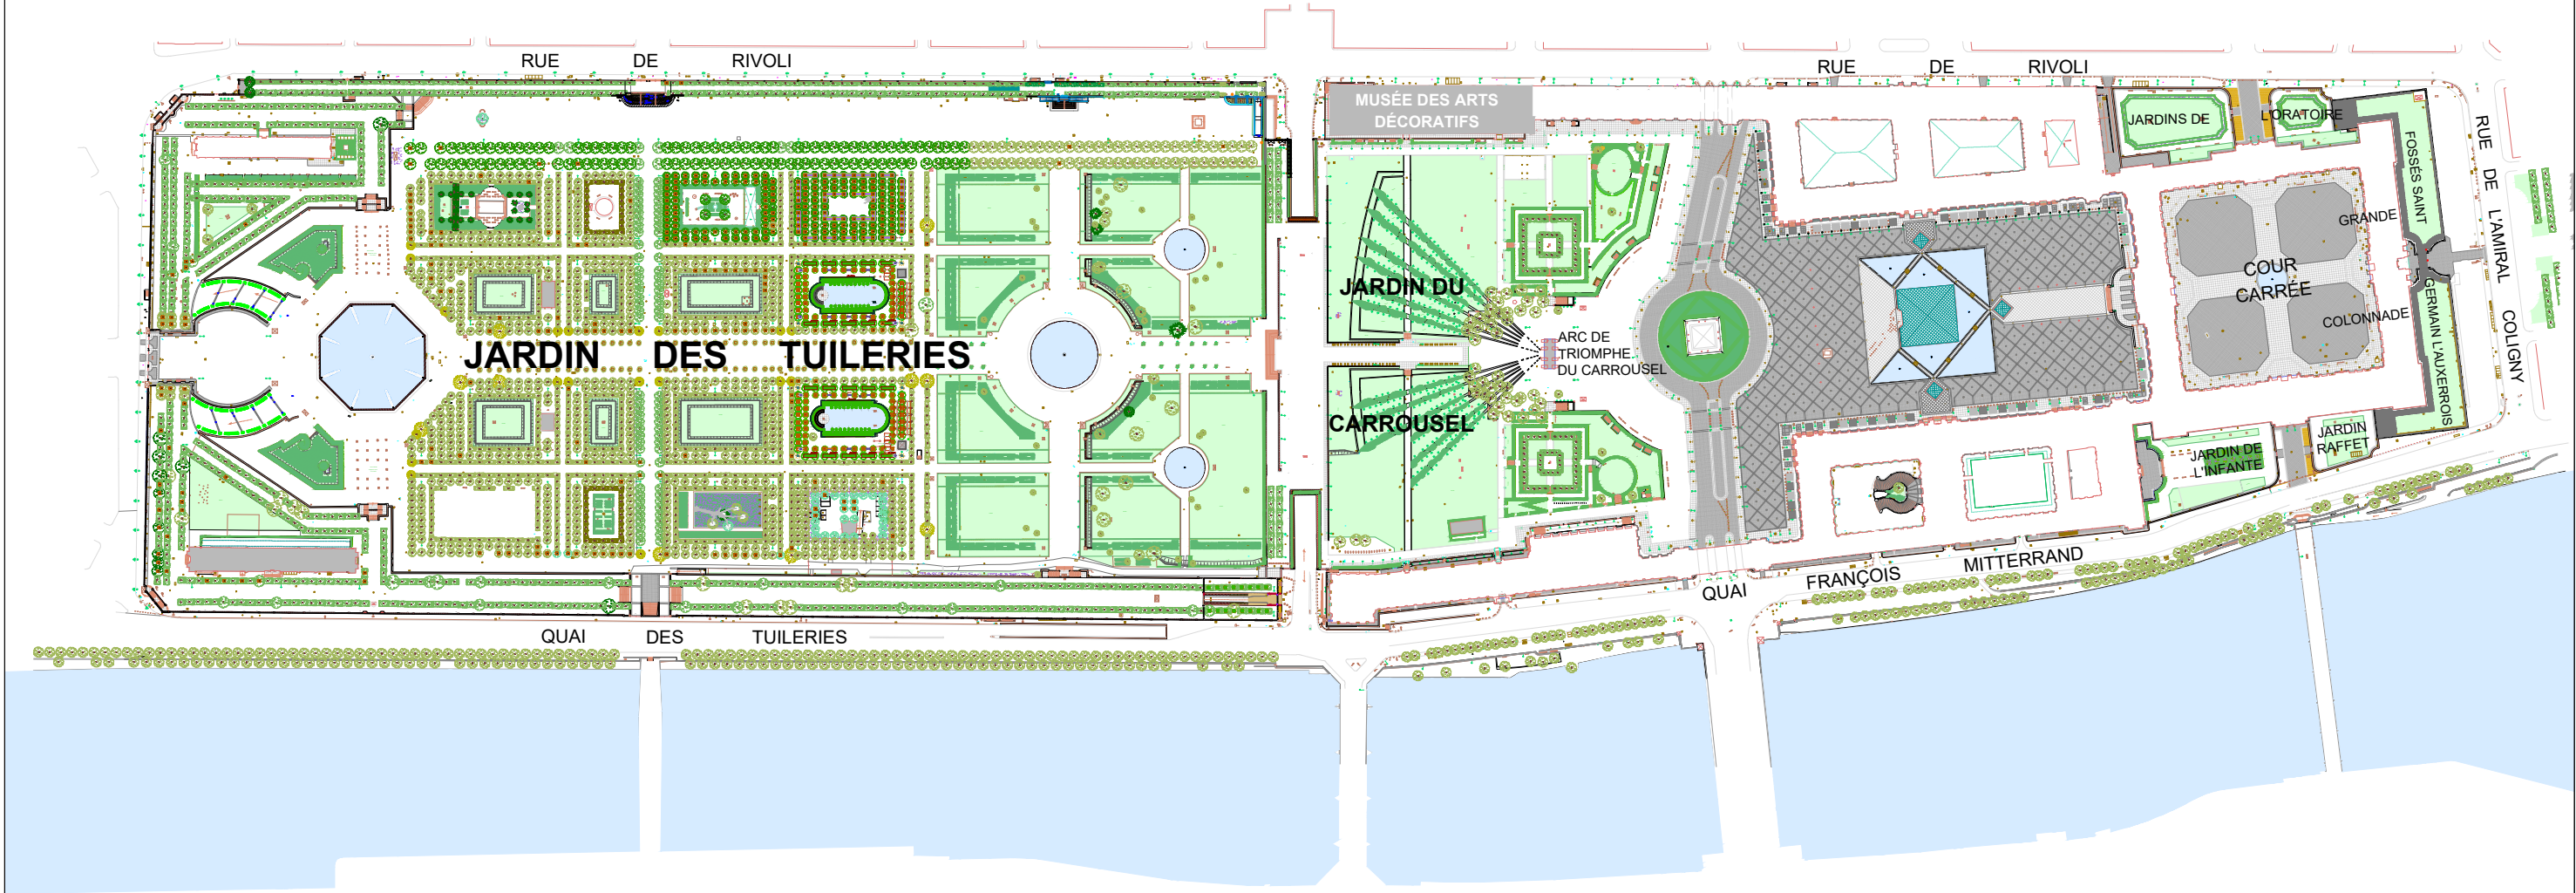 RUE DE RIVOLI
RUE DE RIVOLI
MUSÉE DES ARTS
DÉCORATIFS
JARDINS DE L'ORATOIRE
RUE DE L'AMIRAL COLIGNY
FOSSÉS SAINT
GERMAIN L'AUXERROIS
GRANDE
COLONNADE
COUR
CARRÉE
JARDIN DU
CARROUSEL
ARC DE
TRIOMPHE
DU CARROUSEL
JARDIN DES TUILERIES
JARDIN
RAFFET
JARDIN DE
L'INFANTE
QUAI FRANÇOIS MITTERRAND
QUAI DES TUILERIES